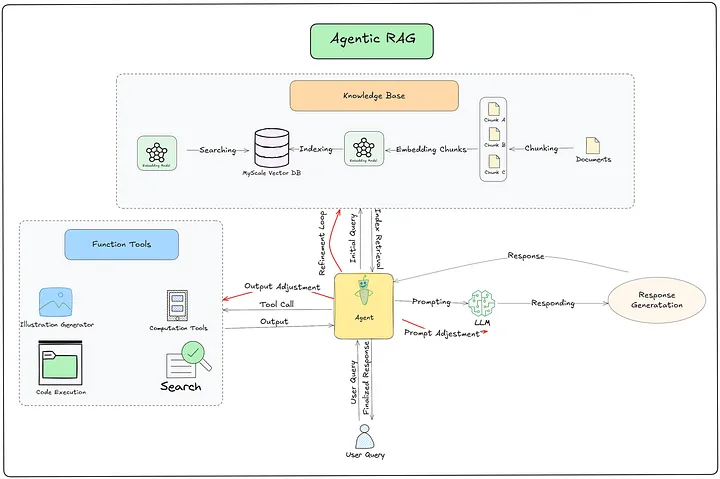 Agentic RAG
Knowledge Base
Embedding Model
Searching
MyScale Vector DB
Indexing
Embedding Model
Embedding Chunks
Chunk A
Chunk B
Chunk C
Chunking
Documents
Function Tools
Illustration Generator
Computation Tools
Code Execution
Search
Refinement Loop
Initial Query
Index Retrieval
Output Adjustment
Tool Call
Output
Agent
Prompting
Prompt Adjestment
LLM
Responding
Response
Response
Generatation
User Query
Finalized Response
User Query